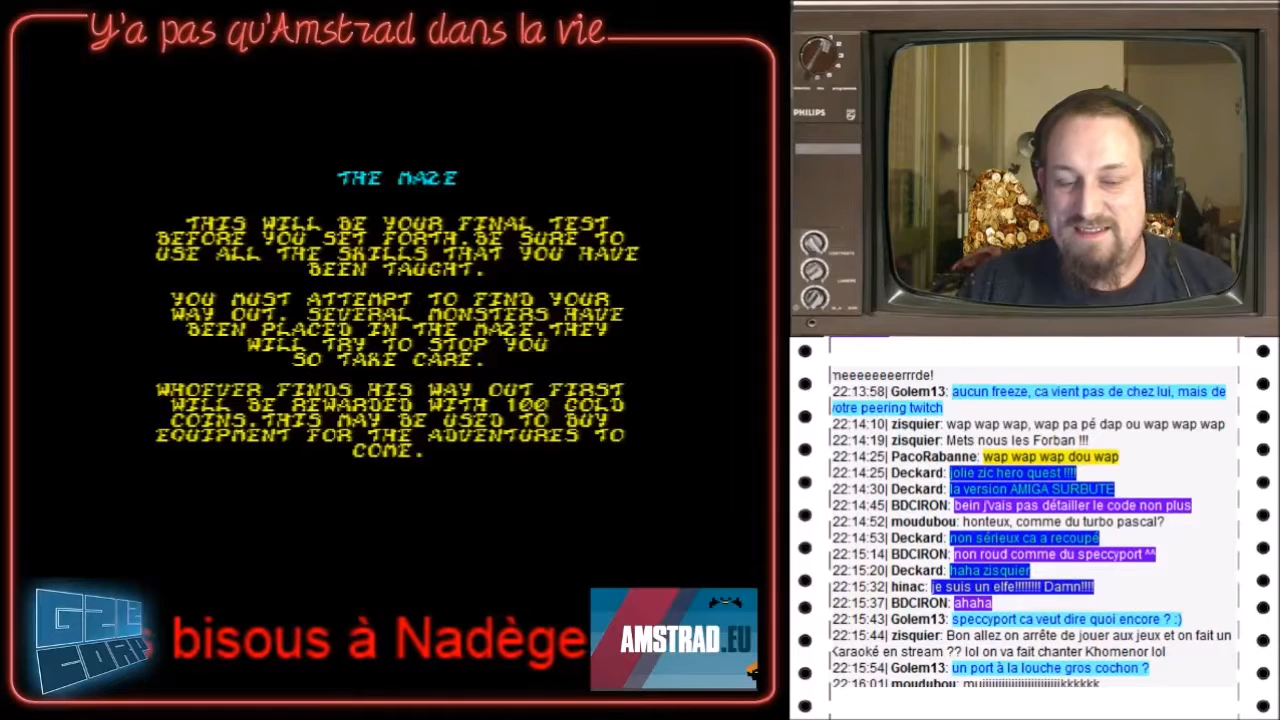 Y'a pas qu'Amstrad dans la vie
THE MAZE
THIS WILL BE YOUR FINAL TEST
BEFORE YOU SET FORTH.BE SURE TO
USE ALL THE SKILLS THAT YOU HAVE
BEEN TAUGHT.
YOU MUST ATTEMPT TO FIND YOUR
WAY OUT. SEVERAL MONSTERS HAVE
BEEN PLACED IN THE MAZE.THEY
WILL TRY TO STOP YOU
SO TAKE CARE.
WHOEVER FINDS HIS WAY OUT FIRST
WILL BE REWARDED WITH 100 GOLD
COINS.THIS MAY BE USED TO BUY
EQUIPMENT FOR THE ADVENTURES TO
COME.
G2L2
CORP
s bisous à Nadège
AMSTRAD.EU
PHILIPS
meeeeeeeerrrde!
22:13:58| Golem13: aucun freeze, ca vient pas de chez lui, mais de
votre peering twitch
22:14:10| zisquier: wap wap wap, wap pa pé dap ou wap wap wap
22:14:19| zisquier: Mets nous les Forban !!!
22:14:25| PacoRabanne: wap wap wap dou wap
22:14:25| Deckard: jolie zic hero quest !!!!
22:14:30| Deckard: la version AMIGA SURBUTE
22:14:45| BDCIRON: bein j'vais pas détailler le code non plus
22:14:52| moudubou: honteux, comme du turbo pascal?
22:14:53| Deckard: non sérieux ca a recoupé
22:15:14| BDCIRON: non roud comme du speccyport ^^
22:15:20| Deckard: haha zisquier
22:15:32| hinac: je suis un elfe!!!!!!!! Damn!!!!
22:15:37| BDCIRON: ahaha
22:15:43| Golem13: speccyport ca veut dire quoi encore ? :)
22:15:44| zisquier: Bon allez on arrête de jouer aux jeux et on fait un
Karaoké en stream ?? lol on va fait chanter Khomenor lol
22:15:54| Golem13: un port à la louche gros cochon ?
22:16:01| moudubou: